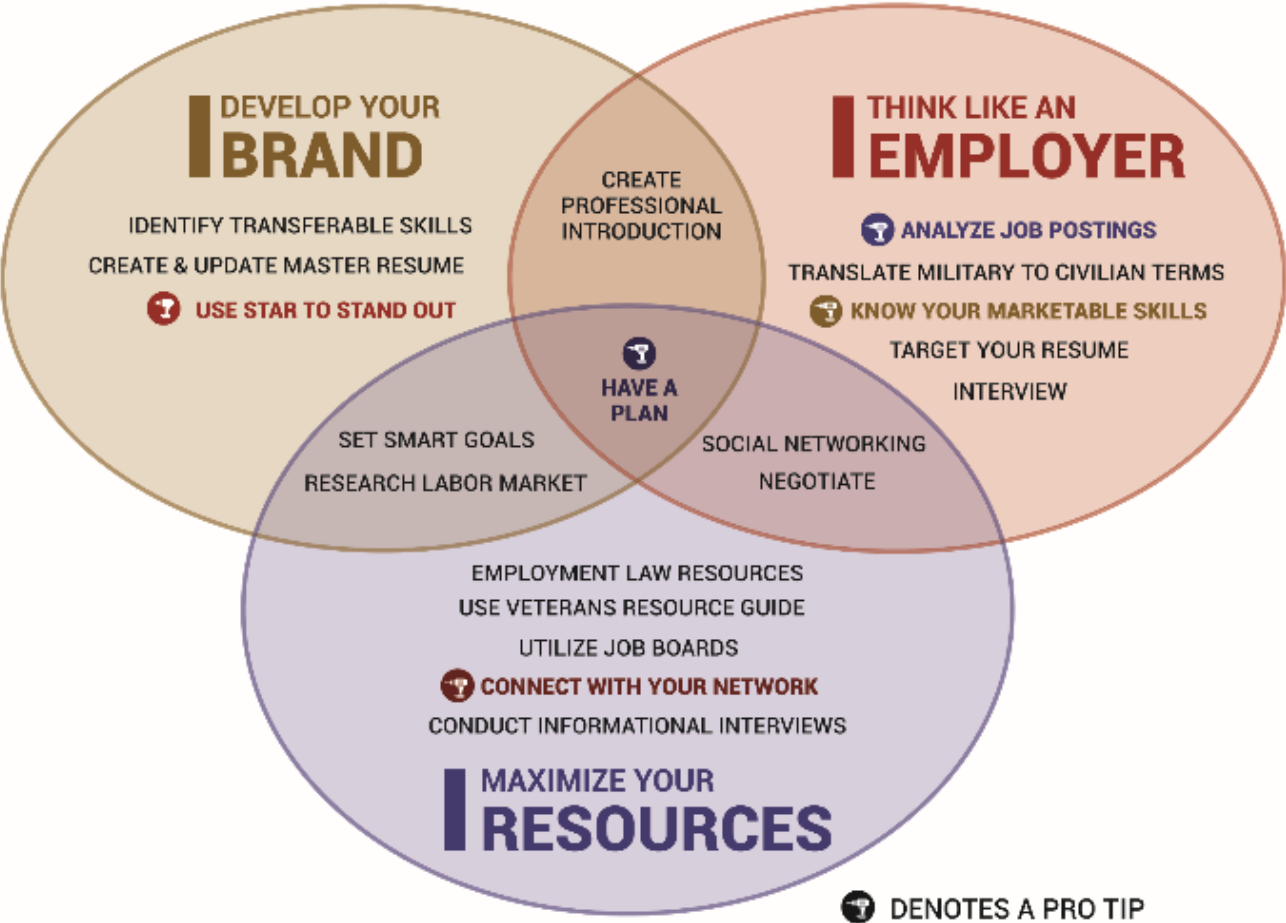 DEVELOP YOUR
BRAND
IDENTIFY TRANSFERABLE SKILLS
CREATE & UPDATE MASTER RESUME
USE STAR TO STAND OUT
CREATE
PROFESSIONAL
INTRODUCTION
THINK LIKE AN
EMPLOYER
ANALYZE JOB POSTINGS
TRANSLATE MILITARY TO CIVILIAN TERMS
KNOW YOUR MARKETABLE SKILLS
TARGET YOUR RESUME
INTERVIEW
HAVE A
PLAN
SET SMART GOALS
RESEARCH LABOR MARKET
SOCIAL NETWORKING
NEGOTIATE
EMPLOYMENT LAW RESOURCES
USE VETERANS RESOURCE GUIDE
UTILIZE JOB BOARDS
CONNECT WITH YOUR NETWORK
CONDUCT INFORMATIONAL INTERVIEWS
MAXIMIZE YOUR
RESOURCES
DENOTES A PRO TIP